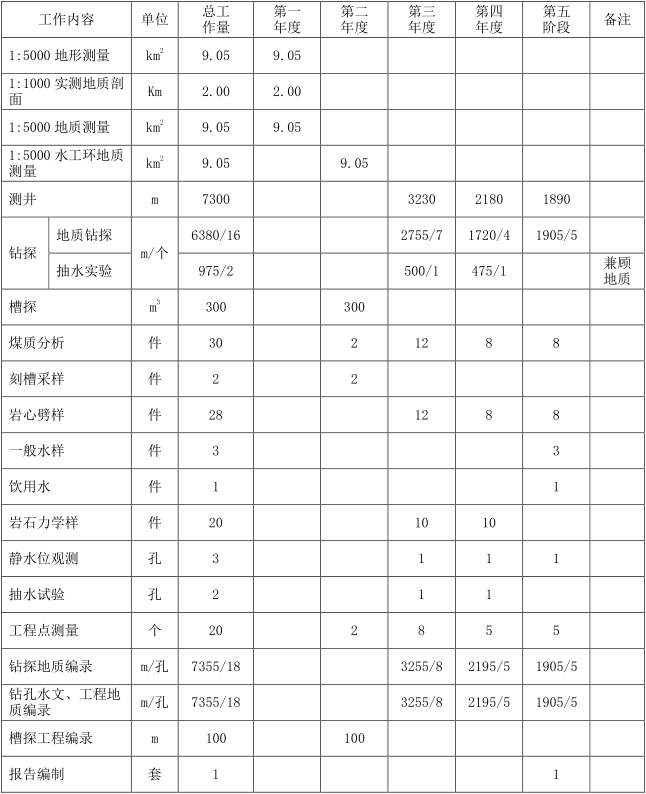 工作内容 单位 总工作量 第一年度 第二年度 第三年度 第四年度 第五阶段 备注
1:5000 地形测量 km² 9.05 9.05
1:1000 实测地质剖面 Km 2.00 2.00
1:5000 地质测量 km² 9.05 9.05
1:5000 水工环地质测量 km² 9.05 9.05
测井 m 7300 3230 2180 1890
钻探 地质钻探 m/个 6380/16 2755/7 1720/4 1905/5
抽水实验 975/2 500/1 475/1 兼顾地质
槽探 m³ 300 300
煤质分析 件 30 2 12 8 8
刻槽采样 件 2 2
岩心劈样 件 28 12 8 8
一般水样 件 3 3
饮用水 件 1 1
岩石力学样 件 20 10 10
静水位观测 孔 3 1 1 1
抽水试验 孔 2 1 1
工程点测量 个 20 2 8 5 5
钻探地质编录 m/孔 7355/18 3255/8 2195/5 1905/5
钻孔水文、工程地质编录 m/孔 7355/18 3255/8 2195/5 1905/5
槽探工程编录 m 100 100
报告编制 套 1 1